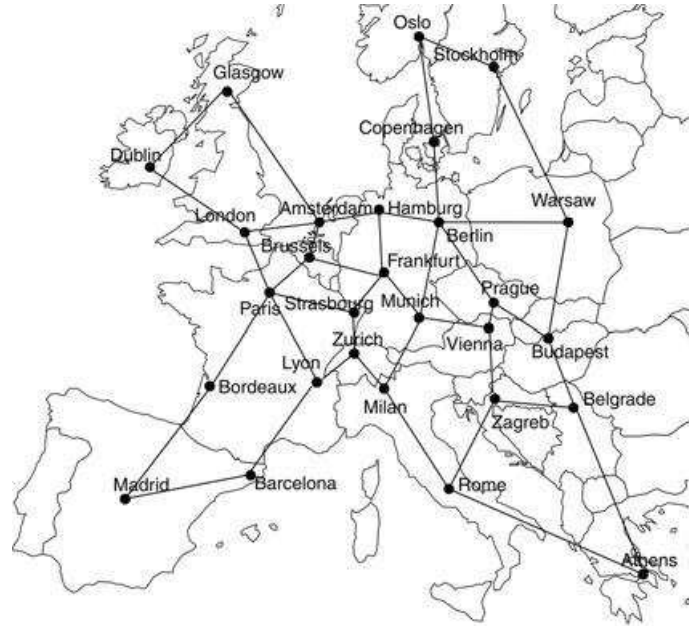 Oslo
Stockholm
Glasgow
Copenhagen
Dublin
London
Amsterdam
Hamburg
Berlin
Warsaw
Brussels
Frankfurt
Paris
Strasbourg
Munich
Prague
Zurich
Vienna
Budapest
Lyon
Bordeaux
Milan
Zagreb
Belgrade
Madrid
Barcelona
Rome
Athens